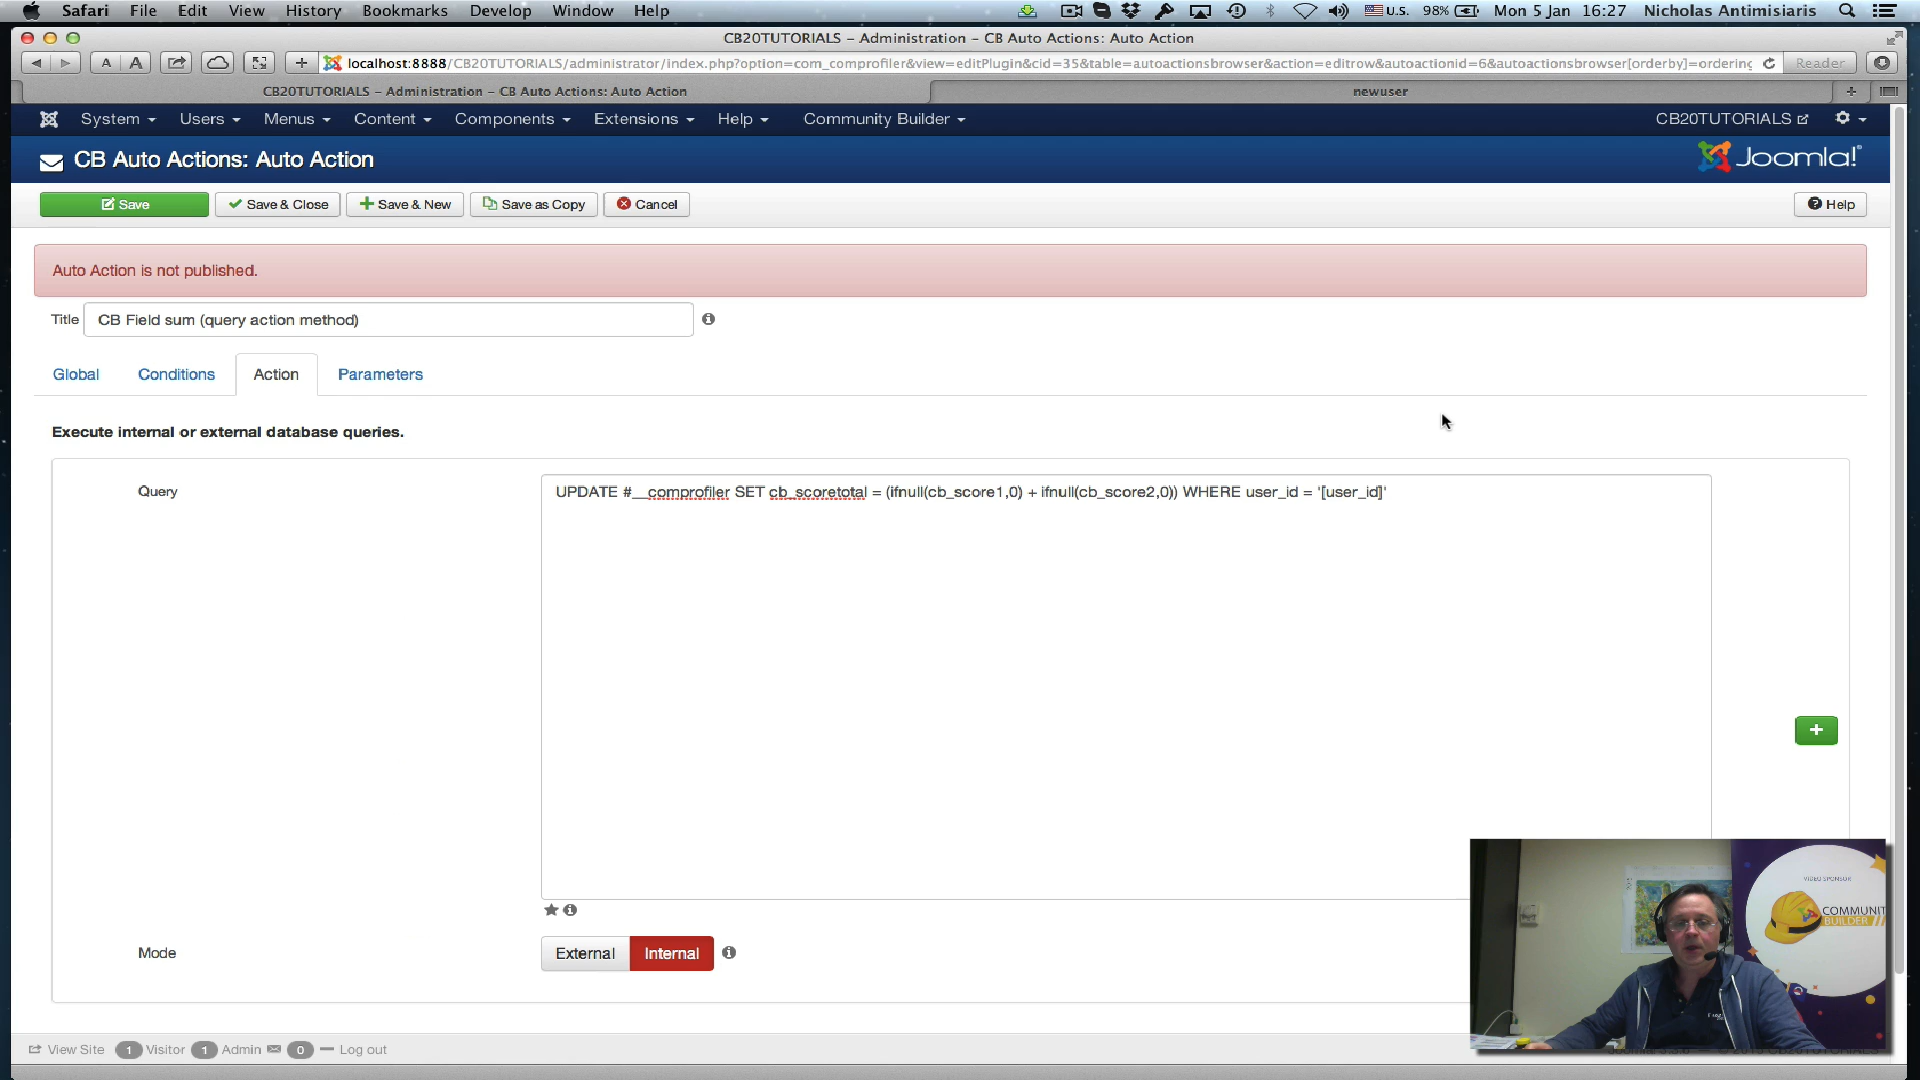 Safari File Edit View History Bookmarks Develop Window Help U.S. 98% Mon 5 Jan 16:27 Nicholas Antimisiaris
CB20TUTORIALS – Administration – CB Auto Actions: Auto Action
A A localhost:8888/CB20TUTORIALS/administrator/index.php?option=com_comprofiler&view=editPlugin&cid=35&table=autoactionsbrowser&action=editrow&autoactionid=6&autoactionsbrowser[orderby]=ordering Reader
CB20TUTORIALS – Administration – CB Auto Actions: Auto Action newuser
System Users Menus Content Components Extensions Help Community Builder CB20TUTORIALS
CB Auto Actions: Auto Action Joomla!
Save Save & Close Save & New Save as Copy Cancel Help
Auto Action is not published.
Title CB Field sum (query action method)
Global Conditions Action Parameters
Execute internal or external database queries.
Query UPDATE #__comprofiler SET cb_scoretotal = (ifnull(cb_score1,0) + ifnull(cb_score2,0)) WHERE user_id = '[user_id]'
VIDEO SPONSOR
COMMUNIT
BUILDER
Mode External Internal
View Site 1 Visitor 1 Admin 0 Log out